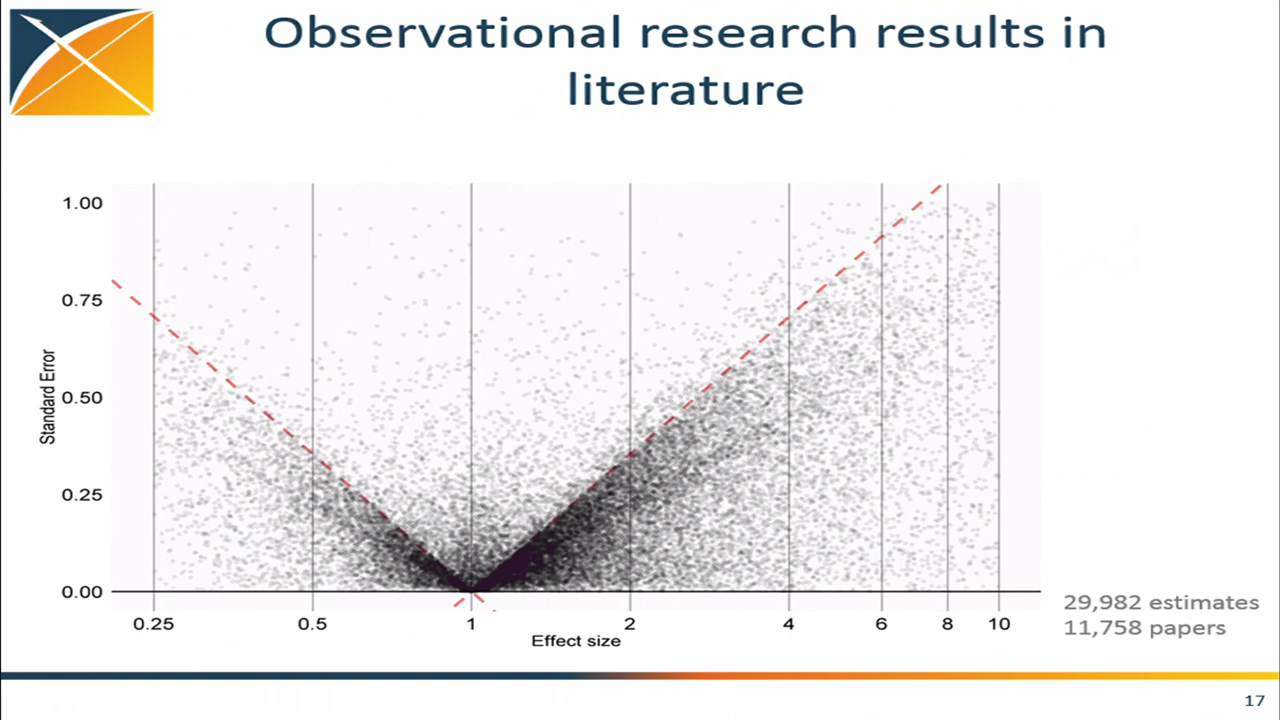 Observational research results in
literature
1.00
0.75
0.50
0.25
0.00
Standard Error
0.25 0.5 1 2 4 6 8 10
Effect size
29,982 estimates
11,758 papers
17